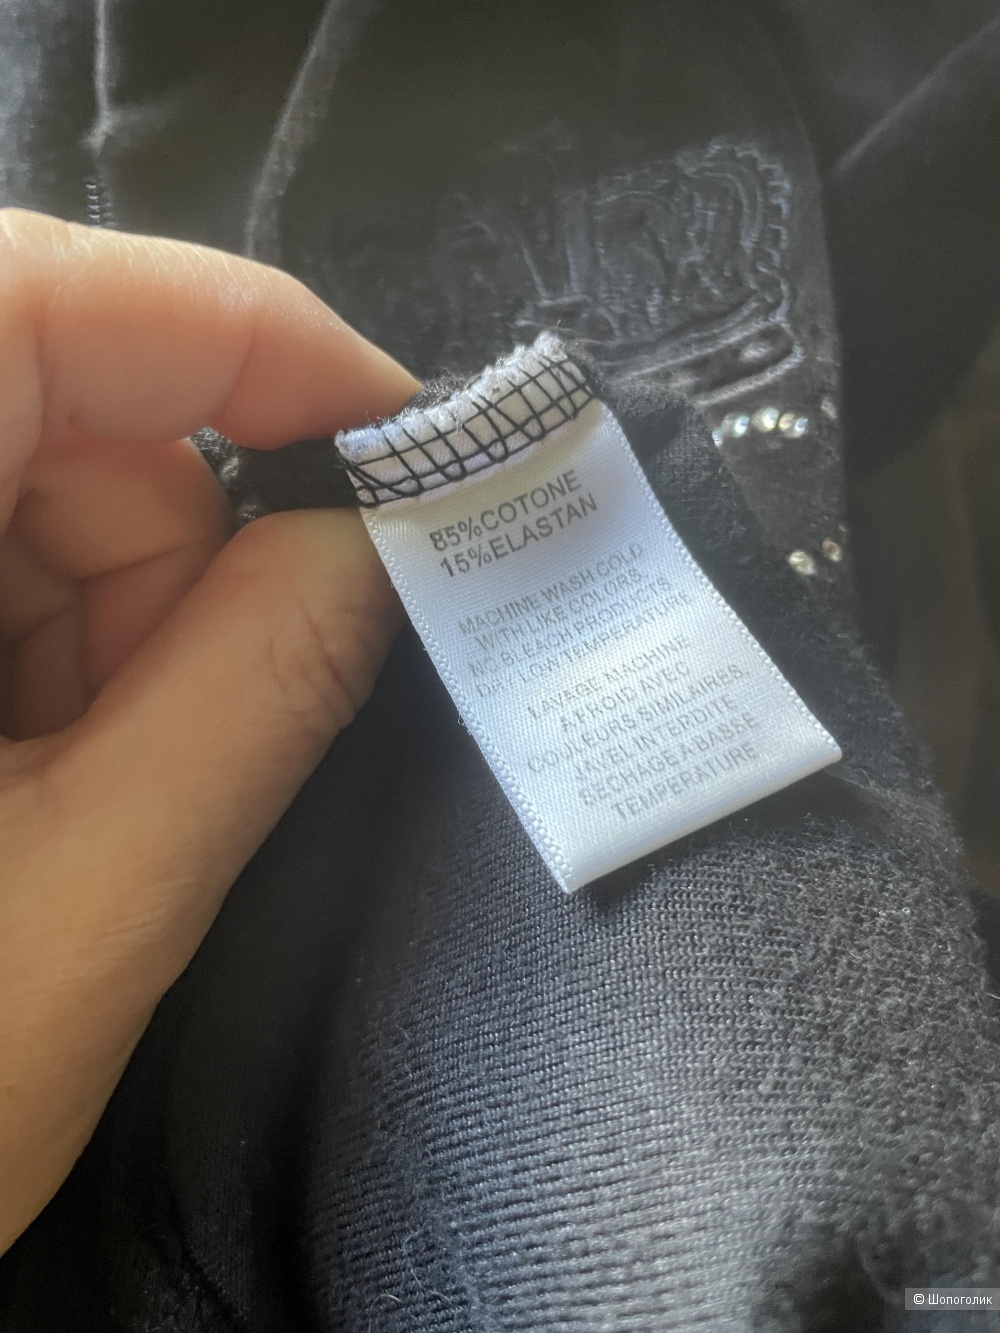 85%COTONE
15%ELASTAN
MACHINE WASH COLD
WITH LIKE COLORS
NO BLEACH PRODUCTS
DRY LOW TEMPERATURE
LAVAGE MACHINE
A FROID AVEC
COULEURS SIMILAIRES.
JAVEL INTERDITE
SECHAGE A BASSE
TEMPERATURE
© Шопоголик